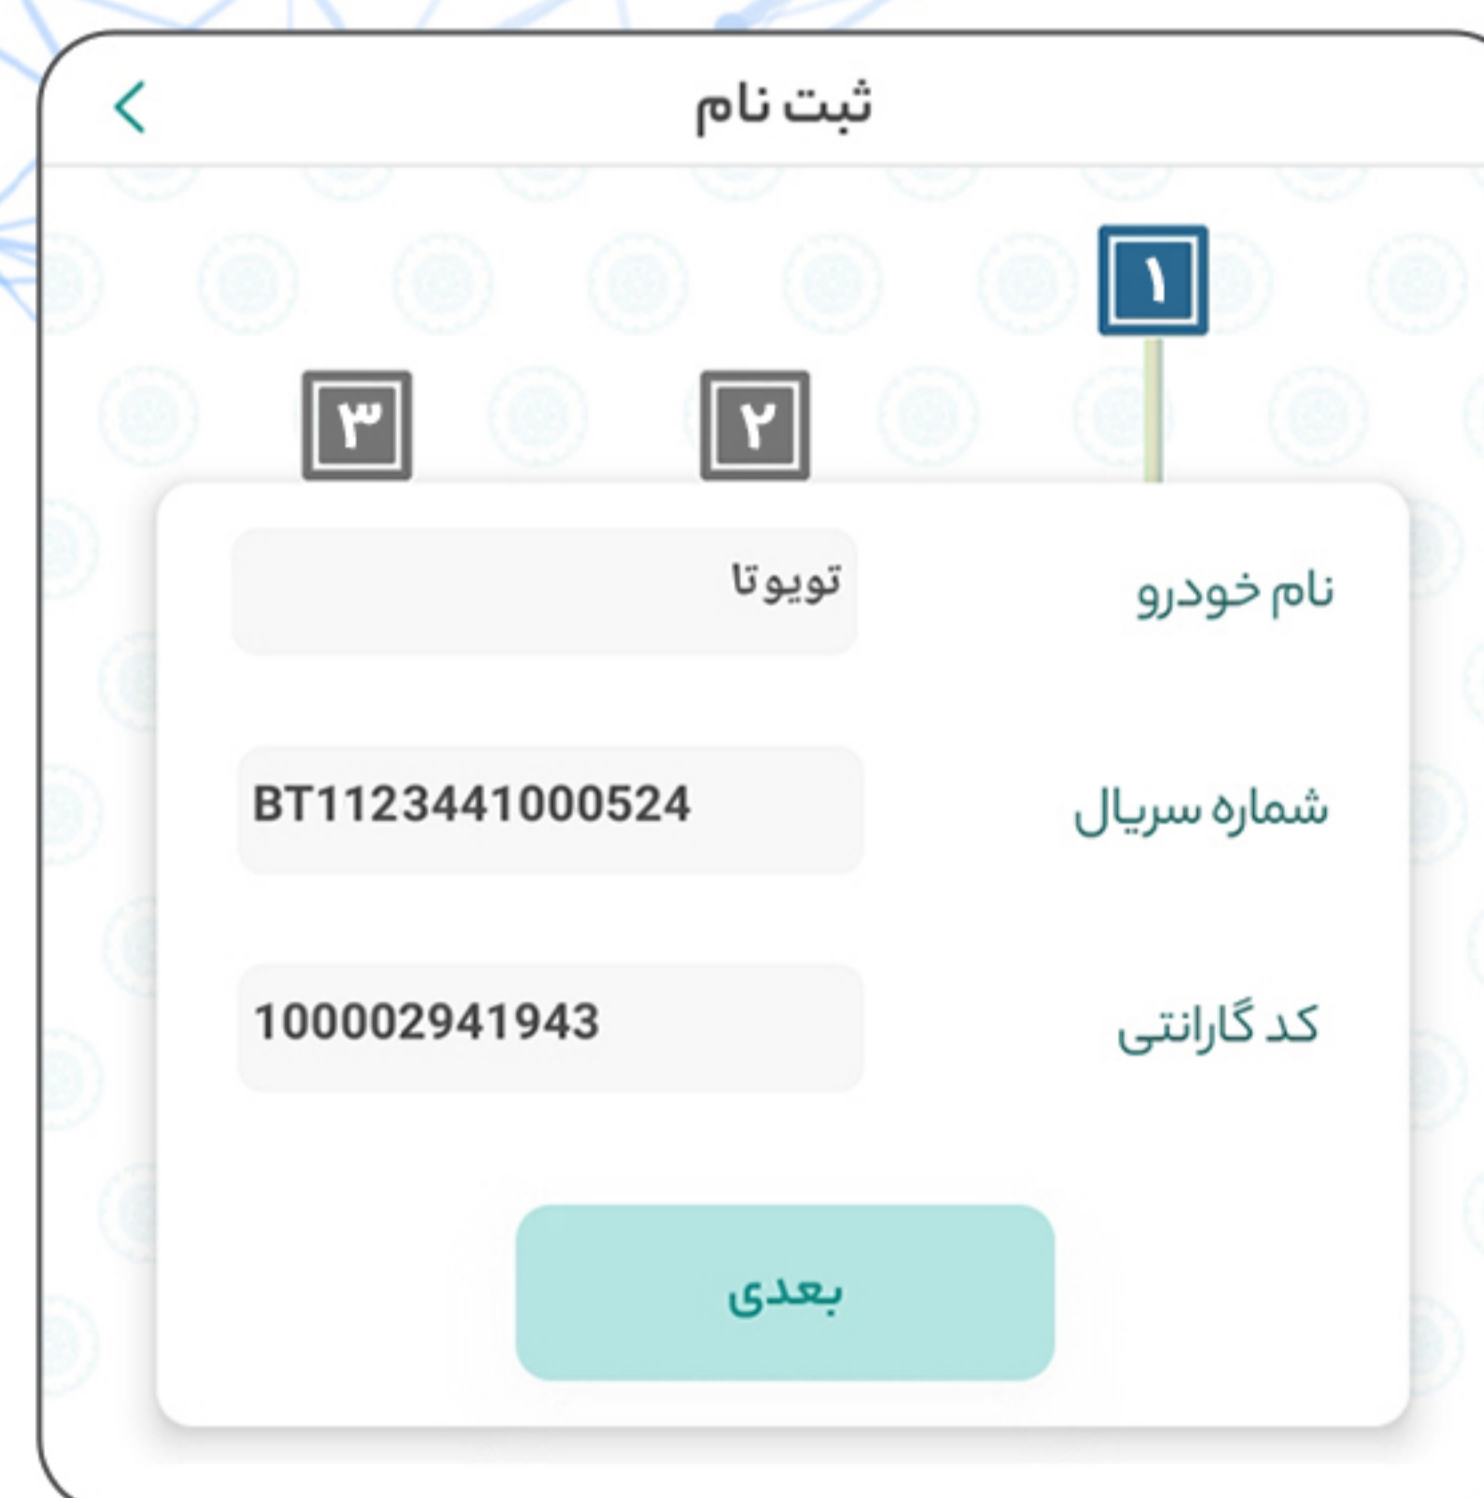 ثبت نام
۱
۲
۳
نام خودرو
تویوتا
شماره سریال
BT1123441000524
کد گارانتی
100002941943
بعدی